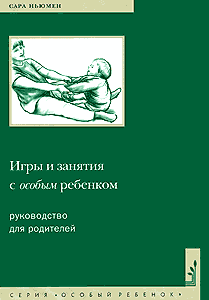 САРА НЬЮМЕН
Игры и занятия
с особым ребенком
руководство
для родителей
СЕРИЯ «ОСОБЫЙ РЕБЕНОК»